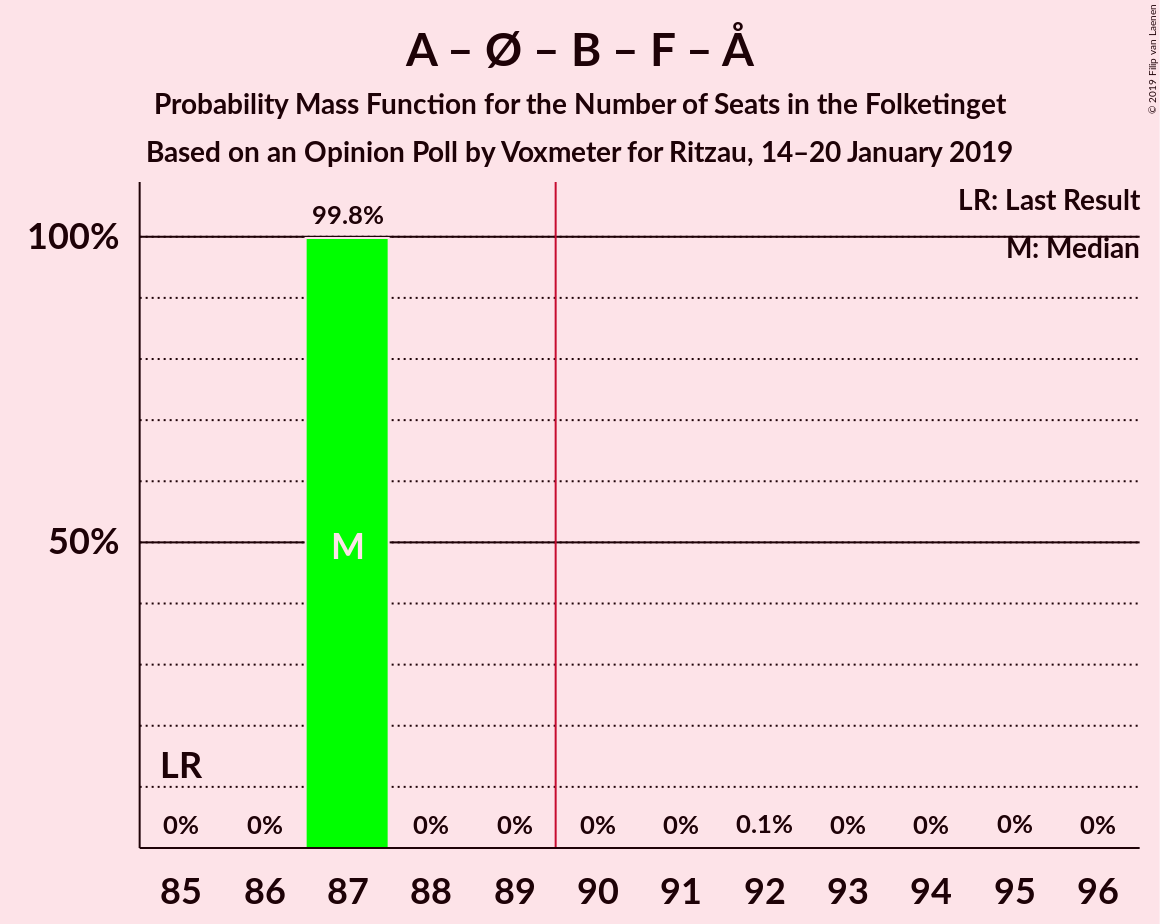 A – Ø – B – F – Å
Probability Mass Function for the Number of Seats in the Folketinget
Based on an Opinion Poll by Voxmeter for Ritzau, 14–20 January 2019
© 2019 Filip van Laenen
LR: Last Result
M: Median
99.8%
100%
50%
M
LR
0% 0% 0% 0% 0% 0% 0.1% 0% 0% 0% 0%
85 86 87 88 89 90 91 92 93 94 95 96